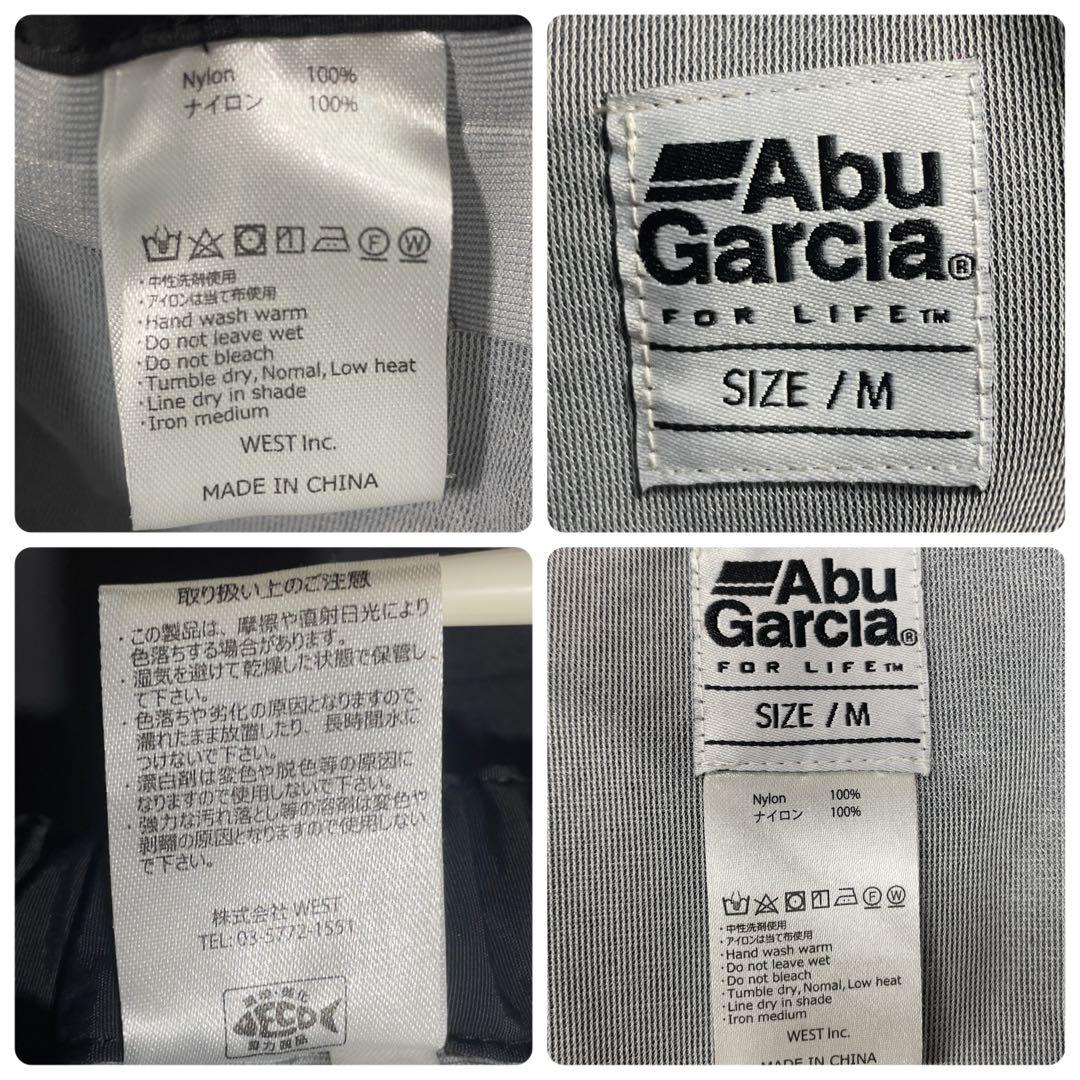 Nylon 100%
ナイロン 100%
・中性洗剤使用
・アイロンは当て布使用
・Hand wash warm
・Do not leave wet
・Do not bleach
・Tumble dry, Nomal, Low heat
・Line dry in shade
・Iron medium
WEST Inc.
MADE IN CHINA
Abu
Garcia®
FOR LIFE™
SIZE / M
取り扱い上のご注意
・この製品は、摩擦や直射日光により
色落ちする場合があります。
・湿気を避けて乾燥した状態で保管し
て下さい。
・色落ちや劣化の原因となりますので、
濡れたまま放置したり、長時間水に
つけないで下さい。
・漂白剤は変色や脱色等の原因に
なりますので使用しないで下さい。
・強力な汚れ落とし等の溶剤は変色や
剥離の原因となりますので使用しない
で下さい。
株式会社 WEST
TEL: 03-5772-1551
環境・美化
ECO
協力商品
Abu
Garcia®
FOR LIFE™
SIZE / M
Nylon 100%
ナイロン 100%
・中性洗剤使用
・アイロンは当て布使用
・Hand wash warm
・Do not leave wet
・Do not bleach
・Tumble dry, Nomal, Low heat
・Line dry in shade
・Iron medium
WEST Inc.
MADE IN CHINA